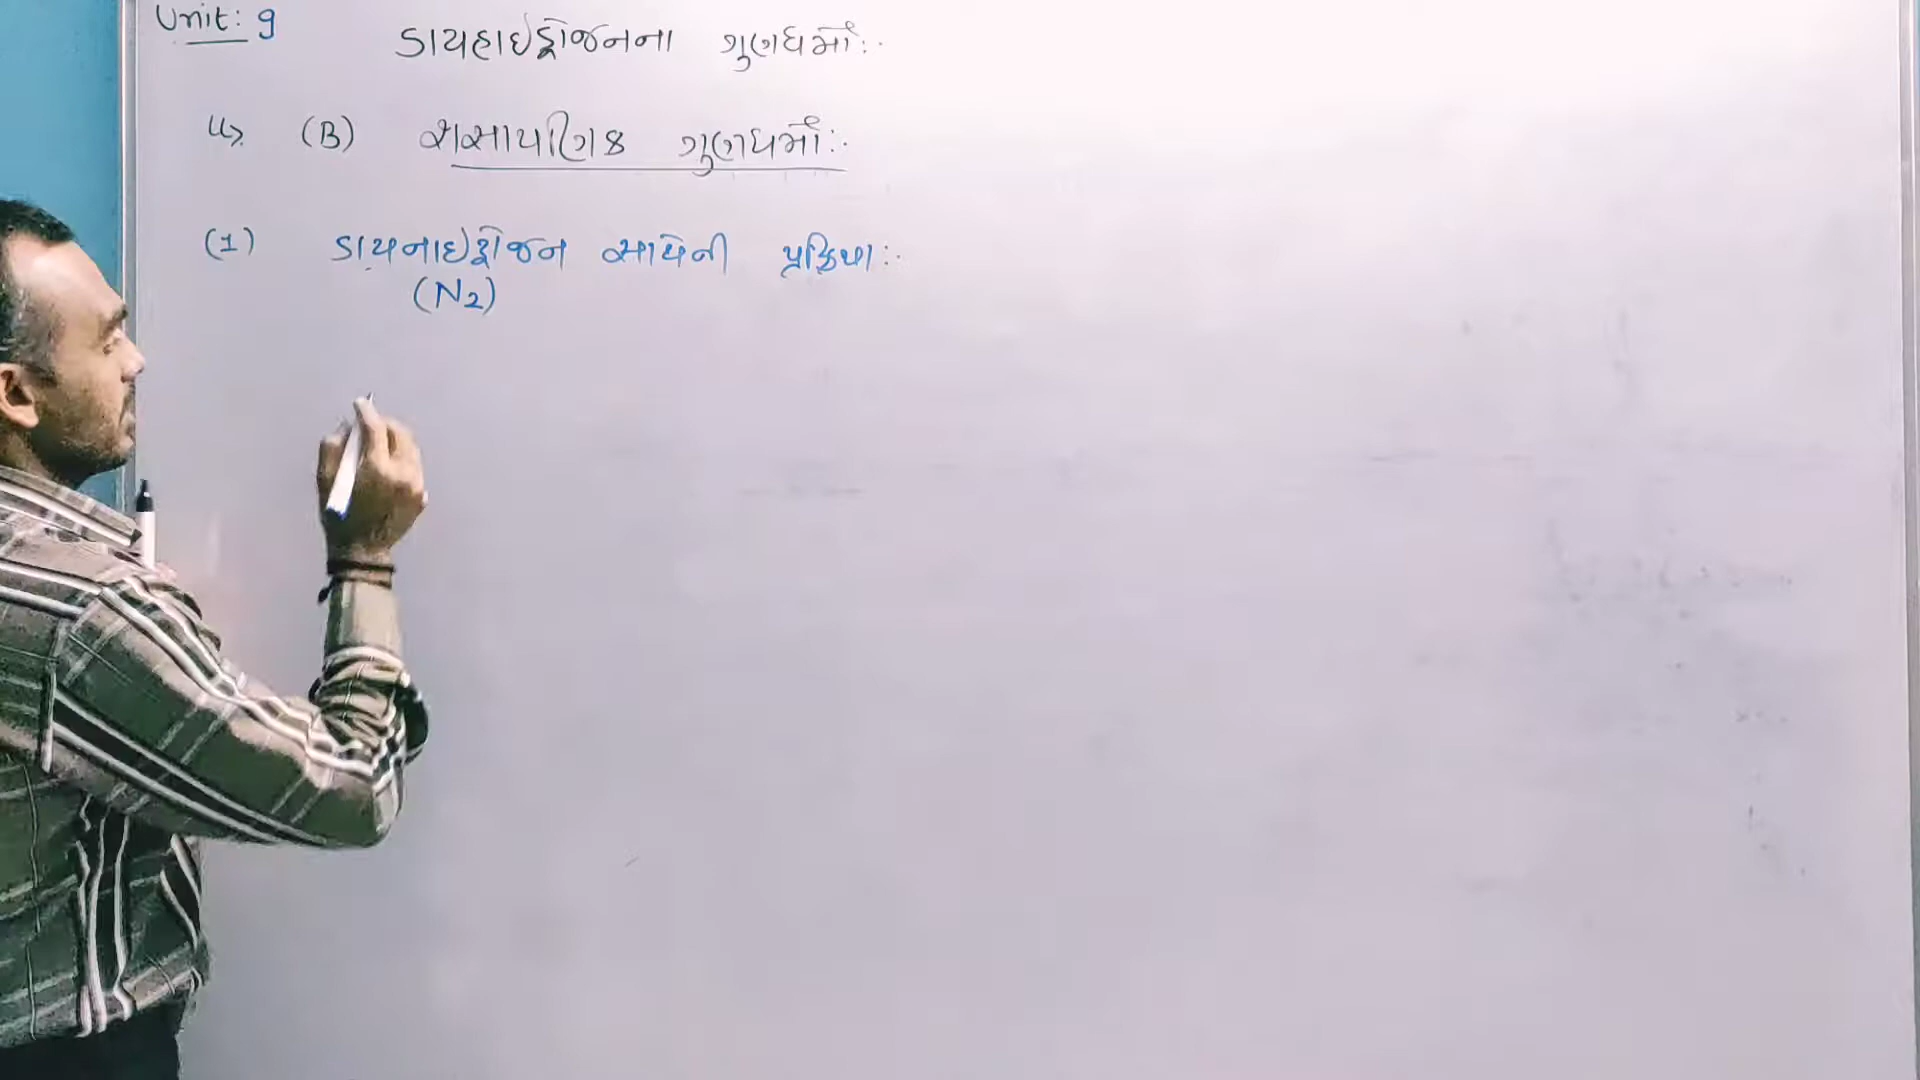 Unit: 9
ડાયહાઇડ્રોજનના ગુણધર્મો:-
⇒ (B) રાસાયણિક ગુણધર્મો:-
(1) ડાયનાઇટ્રોજન સાથેની પ્રક્રિયા:-
(N2)